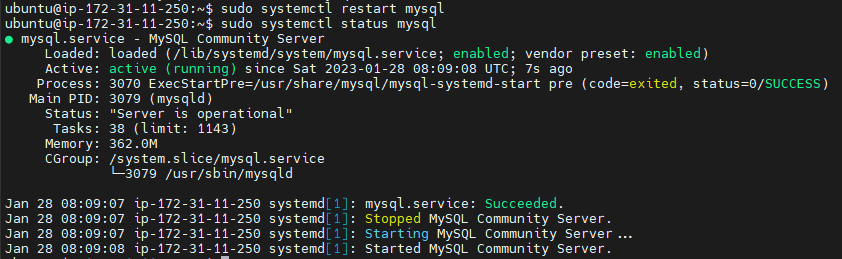 ubuntu@ip-172-31-11-250:~$ sudo systemctl restart mysql
ubuntu@ip-172-31-11-250:~$ sudo systemctl status mysql
● mysql.service - MySQL Community Server
     Loaded: loaded (/lib/systemd/system/mysql.service; enabled; vendor preset: enabled)
     Active: active (running) since Sat 2023-01-28 08:09:08 UTC; 7s ago
    Process: 3070 ExecStartPre=/usr/share/mysql/mysql-systemd-start pre (code=exited, status=0/SUCCESS)
   Main PID: 3079 (mysqld)
     Status: "Server is operational"
      Tasks: 38 (limit: 1143)
     Memory: 362.0M
     CGroup: /system.slice/mysql.service
             └─3079 /usr/sbin/mysqld
Jan 28 08:09:07 ip-172-31-11-250 systemd[1]: mysql.service: Succeeded.
Jan 28 08:09:07 ip-172-31-11-250 systemd[1]: Stopped MySQL Community Server.
Jan 28 08:09:07 ip-172-31-11-250 systemd[1]: Starting MySQL Community Server...
Jan 28 08:09:08 ip-172-31-11-250 systemd[1]: Started MySQL Community Server.